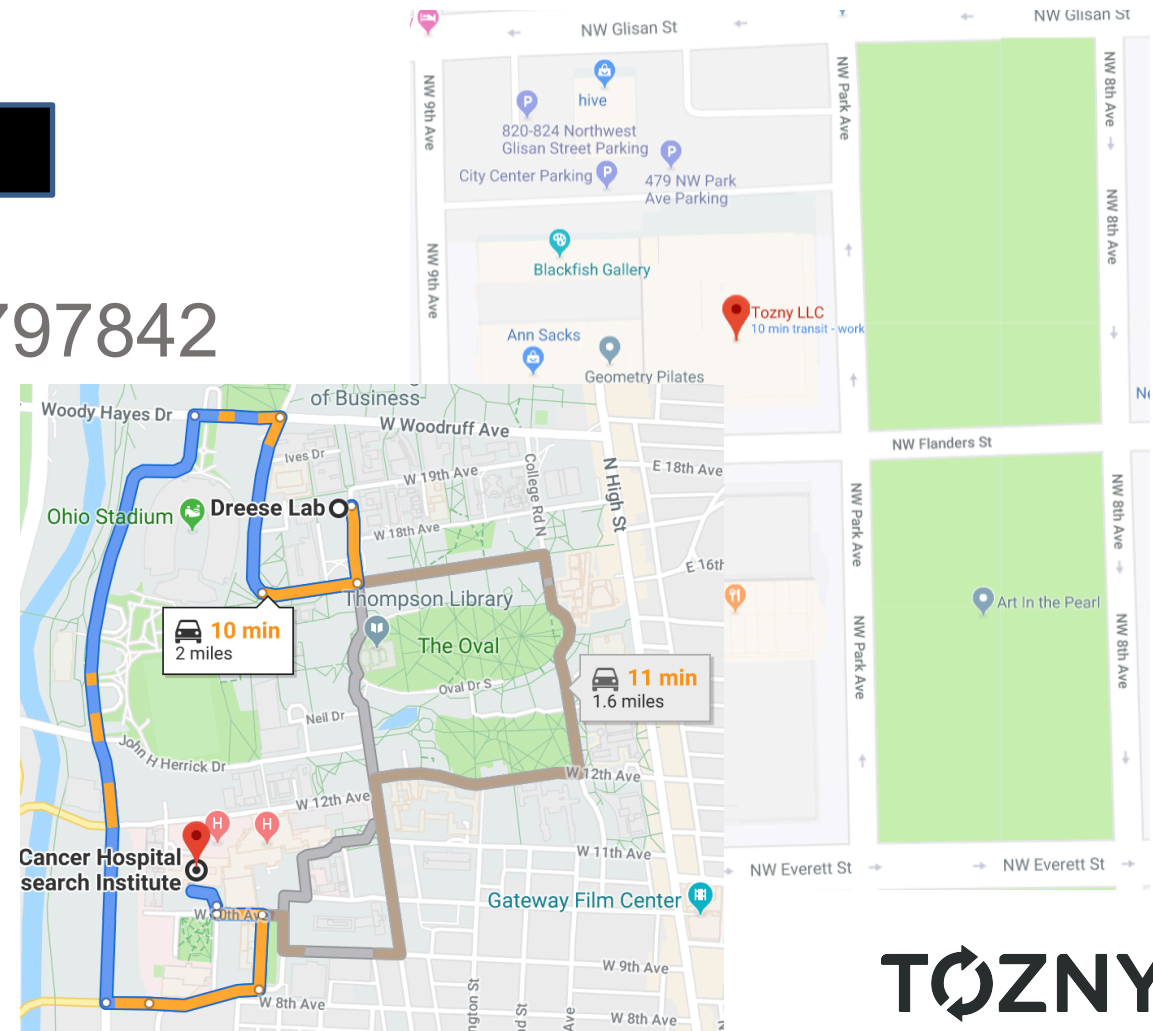 NW Glisan St
NW Glisan St
NW 9th Ave
NW Park Ave
NW 8th Ave
hive
820-824 Northwest
Glisan Street Parking
City Center Parking
479 NW Park
Ave Parking
NW 9th Ave
NW 8th Ave
Blackfish Gallery
Tozny LLC
10 min transit - work
Ann Sacks
Geometry Pilates
797842
NW Flanders St
NW Park Ave
NW 8th Ave
Art In the Pearl
NW Park Ave
NW 8th Ave
NW Everett St
NW Everett St
of Business
Woody Hayes Dr
W Woodruff Ave
Ives Dr
W 19th Ave
College Rd N
N High St
E 18th Ave
Ohio Stadium
Dreese Lab
W 18th Ave
E 16th
Thompson Library
10 min
2 miles
The Oval
11 min
1.6 miles
Oval Dr S
Neil Dr
John H Herrick Dr
W 12th Ave
W 12th Ave
H
H
Cancer Hospital
search Institute
W 11th Ave
Gateway Film Center
W 10th Ave
W 9th Ave
W 8th Ave
W 8th Ave
ngton St
d St
Ave
TOZNY